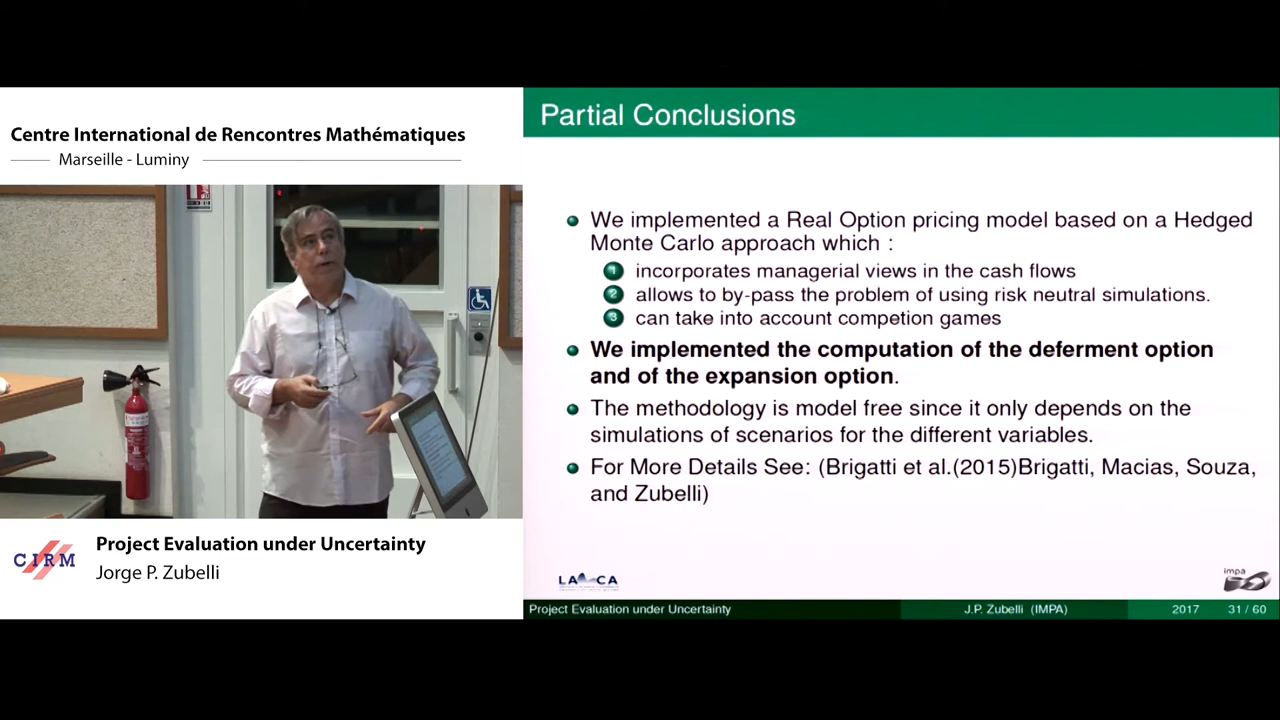 Centre International de Rencontres Mathématiques
Marseille - Luminy
CIRM
Project Evaluation under Uncertainty
Jorge P. Zubelli
Partial Conclusions
We implemented a Real Option pricing model based on a Hedged
Monte Carlo approach which :
1 incorporates managerial views in the cash flows
2 allows to by-pass the problem of using risk neutral simulations.
3 can take into account competion games
We implemented the computation of the deferment option
and of the expansion option.
The methodology is model free since it only depends on the
simulations of scenarios for the different variables.
For More Details See: (Brigatti et al.(2015)Brigatti, Macias, Souza,
and Zubelli)
impa
Project Evaluation under Uncertainty
J.P. Zubelli (IMPA)
2017
31 / 60